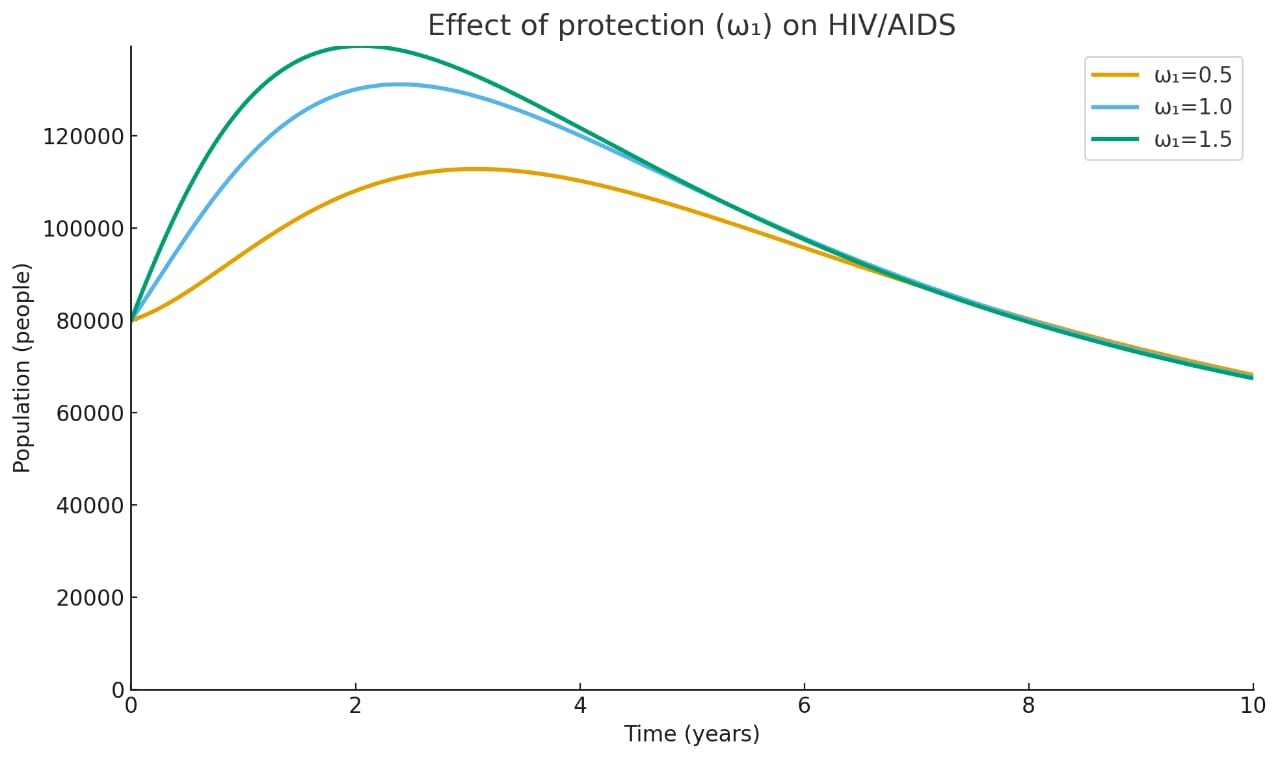 Effect of protection (ω₁) on HIV/AIDS
ω₁=0.5
ω₁=1.0
ω₁=1.5
Population (people)
120000
100000
80000
60000
40000
20000
0
0 2 4 6 8 10
Time (years)